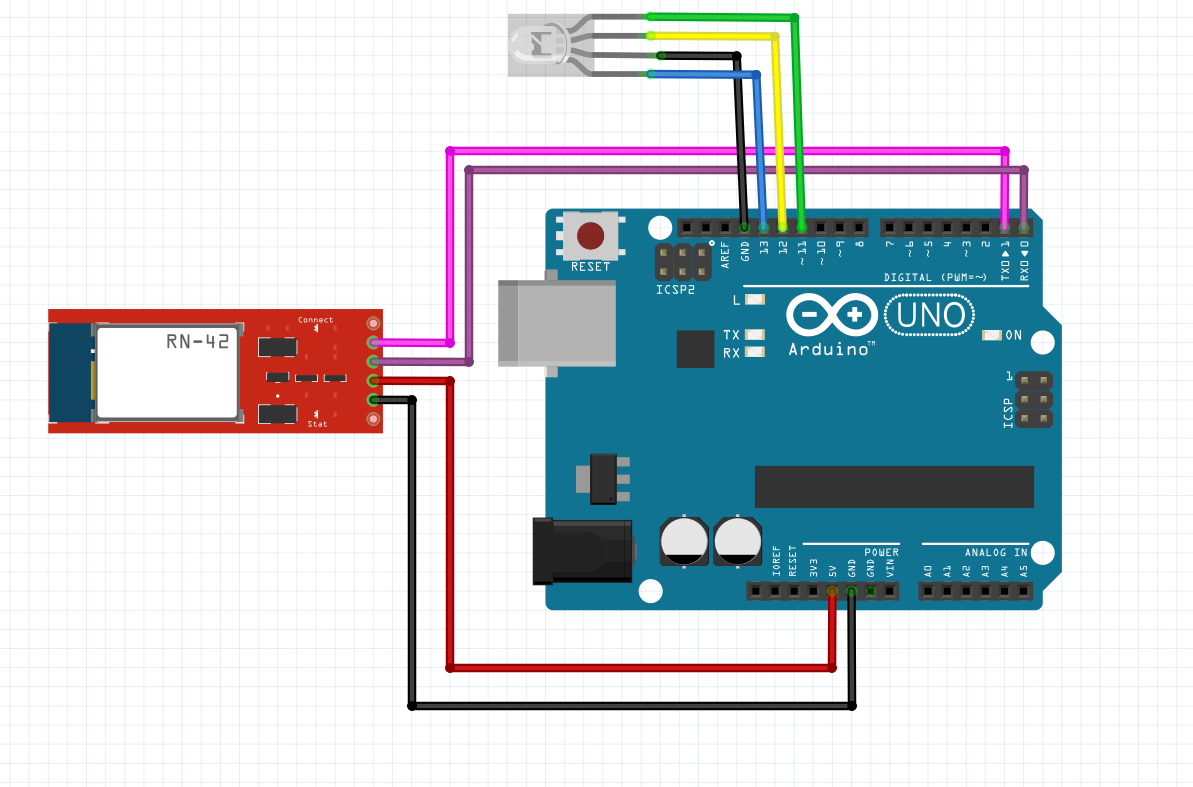 RESET
ICSP2
AREF
GND
13
12
~11
~10
~9
8
7
~6
~5
4
~3
2
TX0▶1
RX0◀0
DIGITAL (PWM=~)
L
TX
RX
UNO
Arduino™
ON
1
ICSP
Connect
RN-42
Stat
POWER
ANALOG IN
IOREF
RESET
3V3
5V
GND
GND
VIN
A0
A1
A2
A3
A4
A5